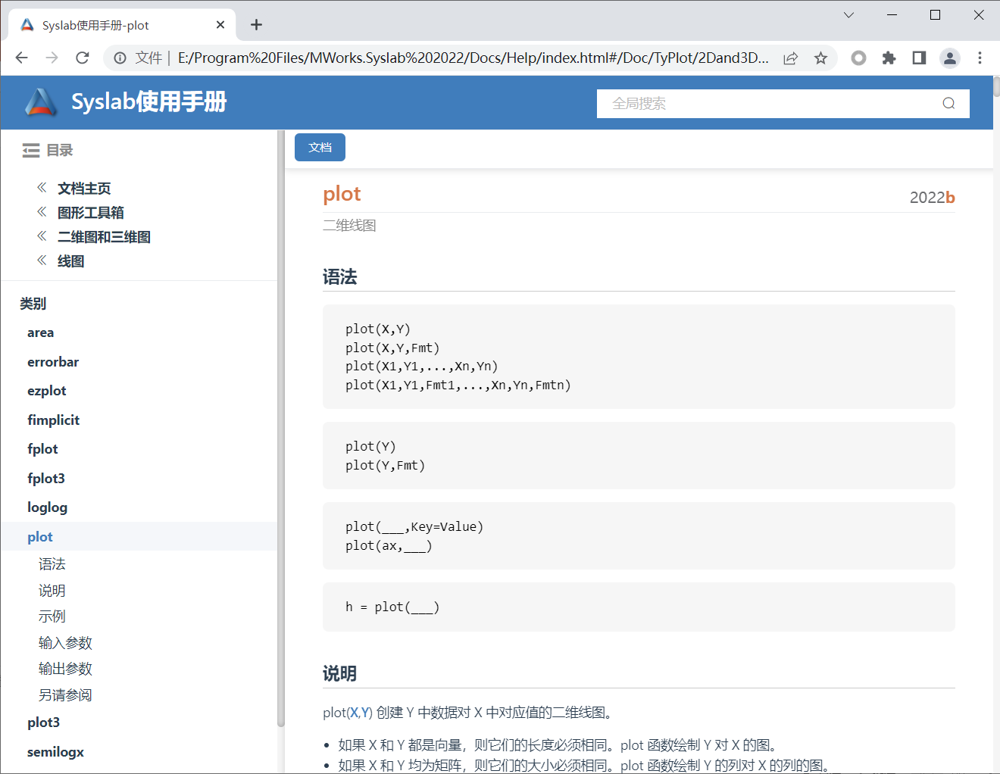 Syslab使用手册-plot
文件 | E:/Program%20Files/MWorks.Syslab%202022/Docs/Help/index.html#/Doc/TyPlot/2Dand3D...
Syslab使用手册
全局搜索
目录
文档主页
图形工具箱
二维图和三维图
线图
类别
area
errorbar
ezplot
fimplicit
fplot
fplot3
loglog
plot
语法
说明
示例
输入参数
输出参数
另请参阅
plot3
semilogx
文档
plot
2022b
二维线图
语法
plot(X,Y)
plot(X,Y,Fmt)
plot(X1,Y1,...,Xn,Yn)
plot(X1,Y1,Fmt1,...,Xn,Yn,Fmtn)
plot(Y)
plot(Y,Fmt)
plot(___,Key=Value)
plot(ax,___)
h = plot(___)
说明
plot(X,Y) 创建 Y 中数据对 X 中对应值的二维线图。
• 如果 X 和 Y 都是向量，则它们的长度必须相同。plot 函数绘制 Y 对 X 的图。
• 如果 X 和 Y 均为矩阵，则它们的大小必须相同。plot 函数绘制 Y 的列对 X 的列的图。